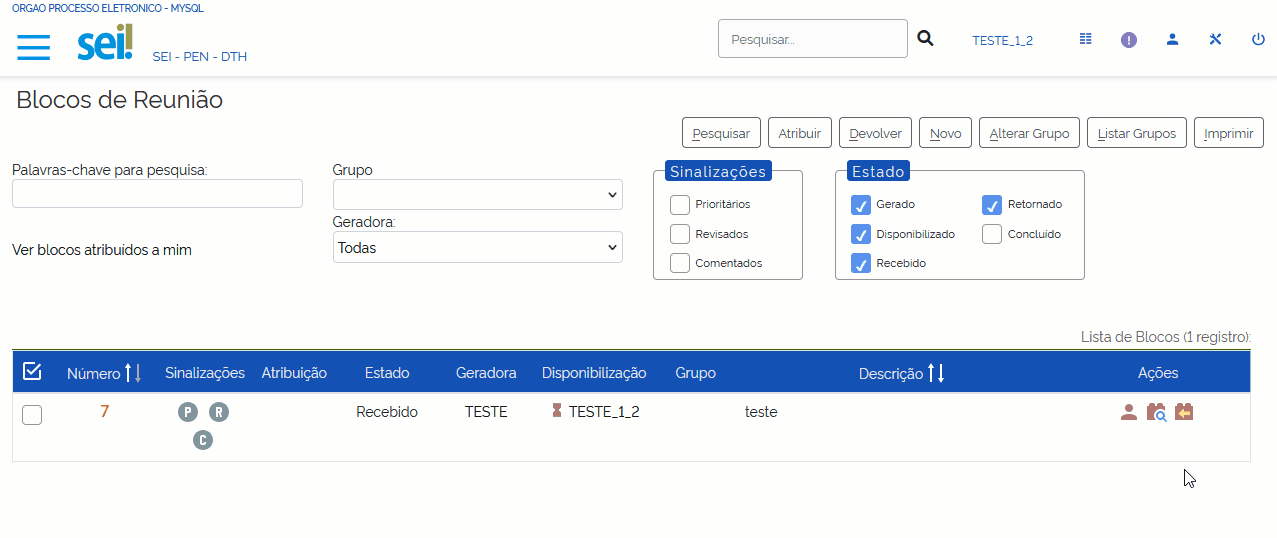 ORGAO PROCESSO ELETRONICO - MYSQL
sei!
SEI - PEN - DTH
Pesquisar...
TESTE_1_2
Blocos de Reunião
Pesquisar
Atribuir
Devolver
Novo
Alterar Grupo
Listar Grupos
Imprimir
Palavras-chave para pesquisa:
Grupo
Geradora:
Todas
Ver blocos atribuídos a mim
Sinalizações
Prioritários
Revisados
Comentados
Estado
Gerado
Retornado
Disponibilizado
Concluído
Recebido
Lista de Blocos (1 registro):
Número Sinalizações Atribuição Estado Geradora Disponibilização Grupo Descrição Ações
7 P R Recebido TESTE TESTE_1_2 teste
C